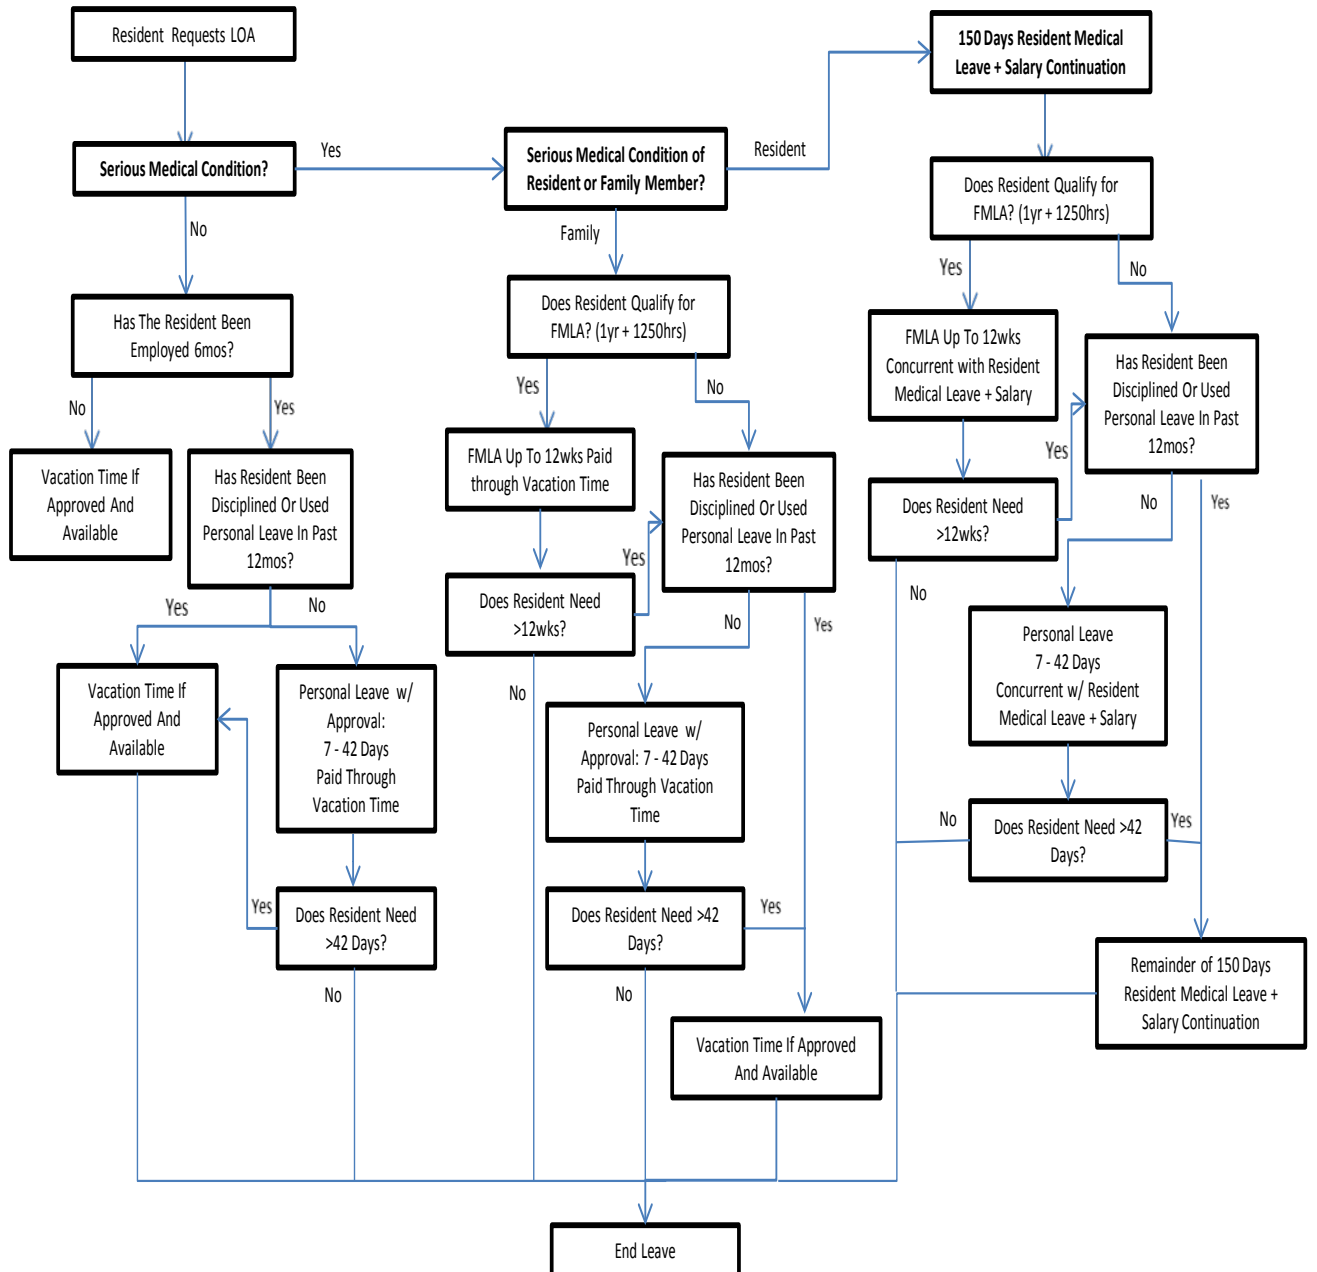 Resident Requests LOA
150 Days Resident Medical
Leave + Salary Continuation
Serious Medical Condition?
Yes
Serious Medical Condition of
Resident or Family Member?
Resident
Does Resident Qualify for
FMLA? (1yr + 1250hrs)
No
Family
Yes
No
Has The Resident Been
Employed 6mos?
Does Resident Qualify for
FMLA? (1yr + 1250hrs)
FMLA Up To 12wks
Concurrent with Resident
Medical Leave + Salary
Has Resident Been
Disciplined Or Used
Personal Leave In Past
12mos?
No
Yes
Yes
No
Yes
Vacation Time If
Approved And
Available
Has Resident Been
Disciplined Or Used
Personal Leave In Past
12mos?
FMLA Up To 12wks Paid
through Vacation Time
Has Resident Been
Disciplined Or Used
Personal Leave In Past
12mos?
Does Resident Need
>12wks?
No
Yes
Yes
No
Does Resident Need
>12wks?
Yes
No
Yes
No
No
Vacation Time If
Approved And
Available
Personal Leave w/
Approval:
7 - 42 Days
Paid Through
Vacation Time
Personal Leave w/
Approval: 7 - 42 Days
Paid Through Vacation
Time
Personal Leave
7 - 42 Days
Concurrent w/ Resident
Medical Leave + Salary
No
Does Resident Need >42
Days?
Yes
Yes
Does Resident Need
>42 Days?
Does Resident Need >42
Days?
Yes
No
No
Remainder of 150 Days
Resident Medical Leave +
Salary Continuation
Vacation Time If Approved
And Available
End Leave